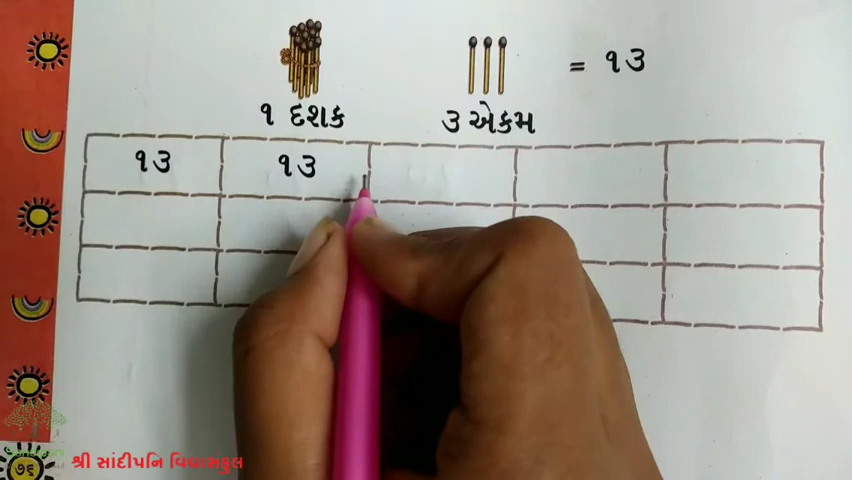 = ૧૩
૧ દશક ૩ એકમ
૧૩ ૧૩
૭૬ શ્રી સાંદીપનિ વિદ્યાસંકુલ